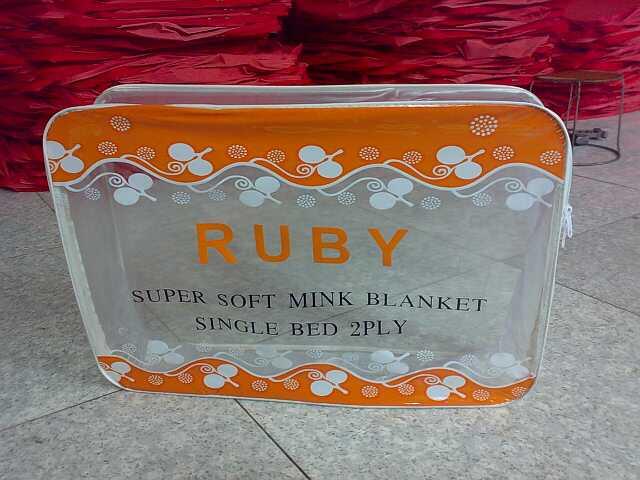 RUBY
SUPER SOFT MINK BLANKET
SINGLE BED 2PLY